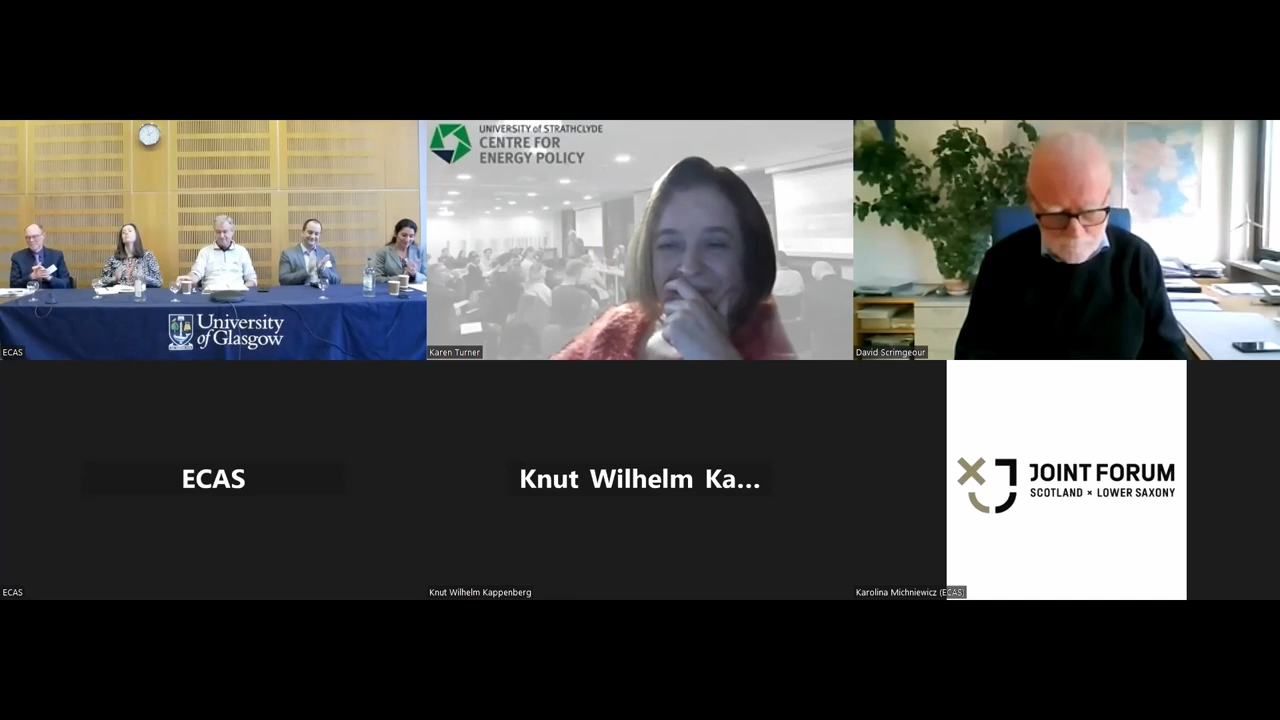 UNIVERSITY of STRATHCLYDE
CENTRE FOR
ENERGY POLICY
University
of Glasgow
ECAS
Karen Turner
David Scrimgeour
ECAS
Knut Wilhelm Ka...
JOINT FORUM
SCOTLAND × LOWER SAXONY
ECAS
Knut Wilhelm Kappenberg
Karolina Michniewicz (ECAS)